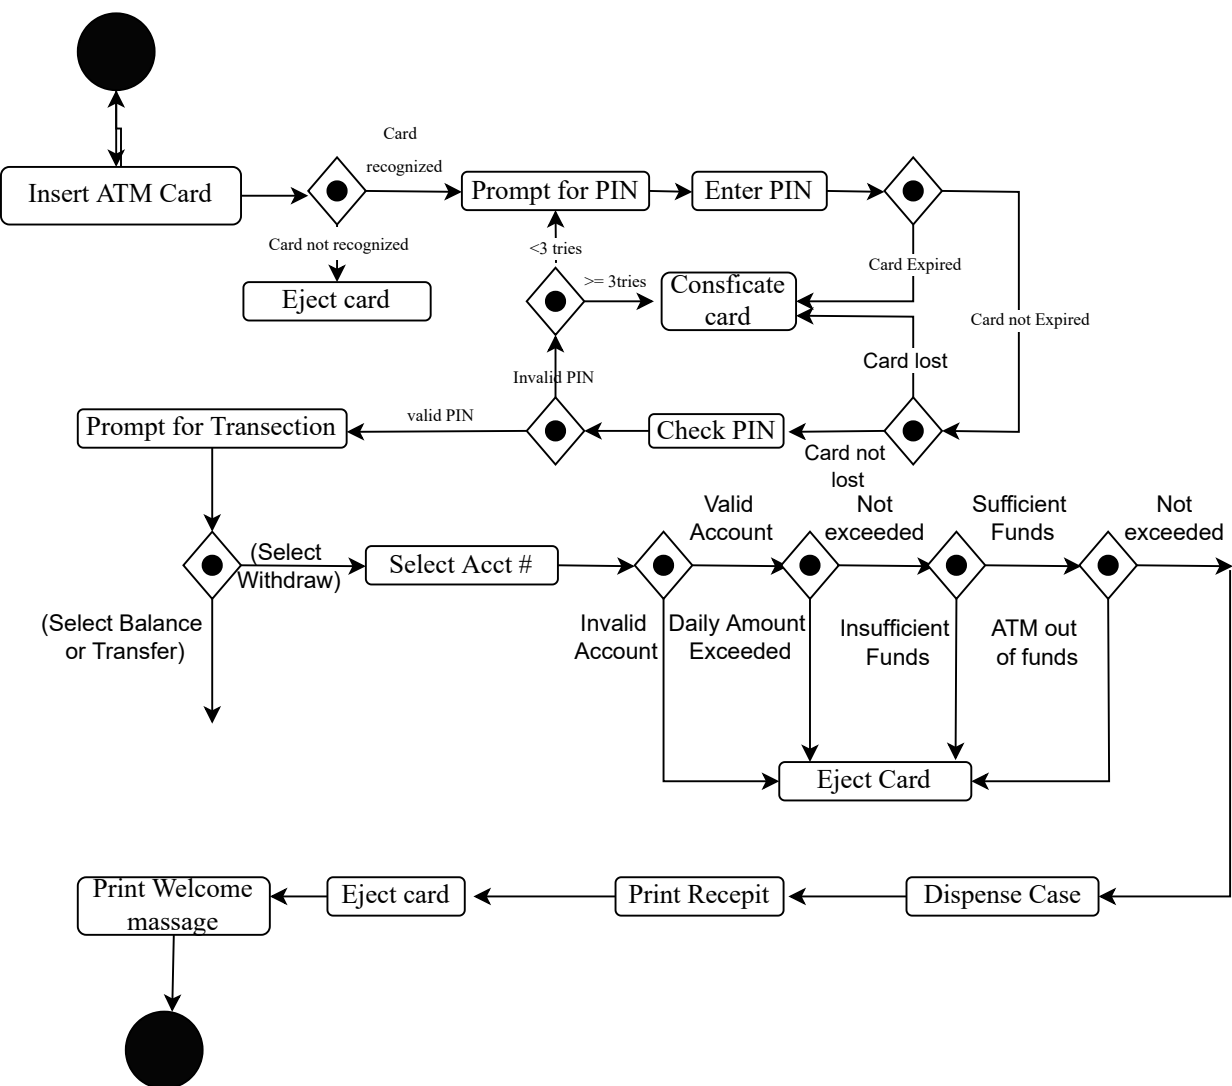 Card
recognized
Insert ATM Card
Prompt for PIN
Enter PIN
Card not recognized
<3 tries
Card Expired
Eject card
>= 3tries
Consficate
card
Card not Expired
Card lost
Invalid PIN
Prompt for Transection
valid PIN
Check PIN
Card not
lost
Valid
Account
Not
exceeded
Sufficient
Funds
Not
exceeded
(Select
Withdraw)
Select Acct #
(Select Balance
or Transfer)
Invalid
Account
Daily Amount
Exceeded
Insufficient
Funds
ATM out
of funds
Eject Card
Print Welcome
massage
Eject card
Print Recepit
Dispense Case